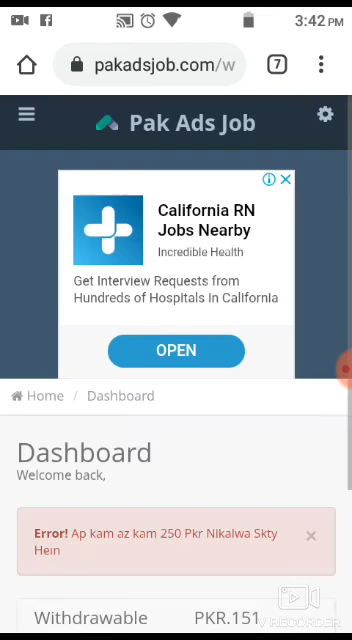 3:42 PM
pakadsjob.com/w
7
Pak Ads Job
California RN
Jobs Nearby
Incredible Health
Get Interview Requests from
Hundreds of Hospitals in California
OPEN
Home / Dashboard
Dashboard
Welcome back,
Error! Ap kam az kam 250 Pkr Nikalwa Skty
Hein
×
Withdrawable PKR.151
V RECORDER